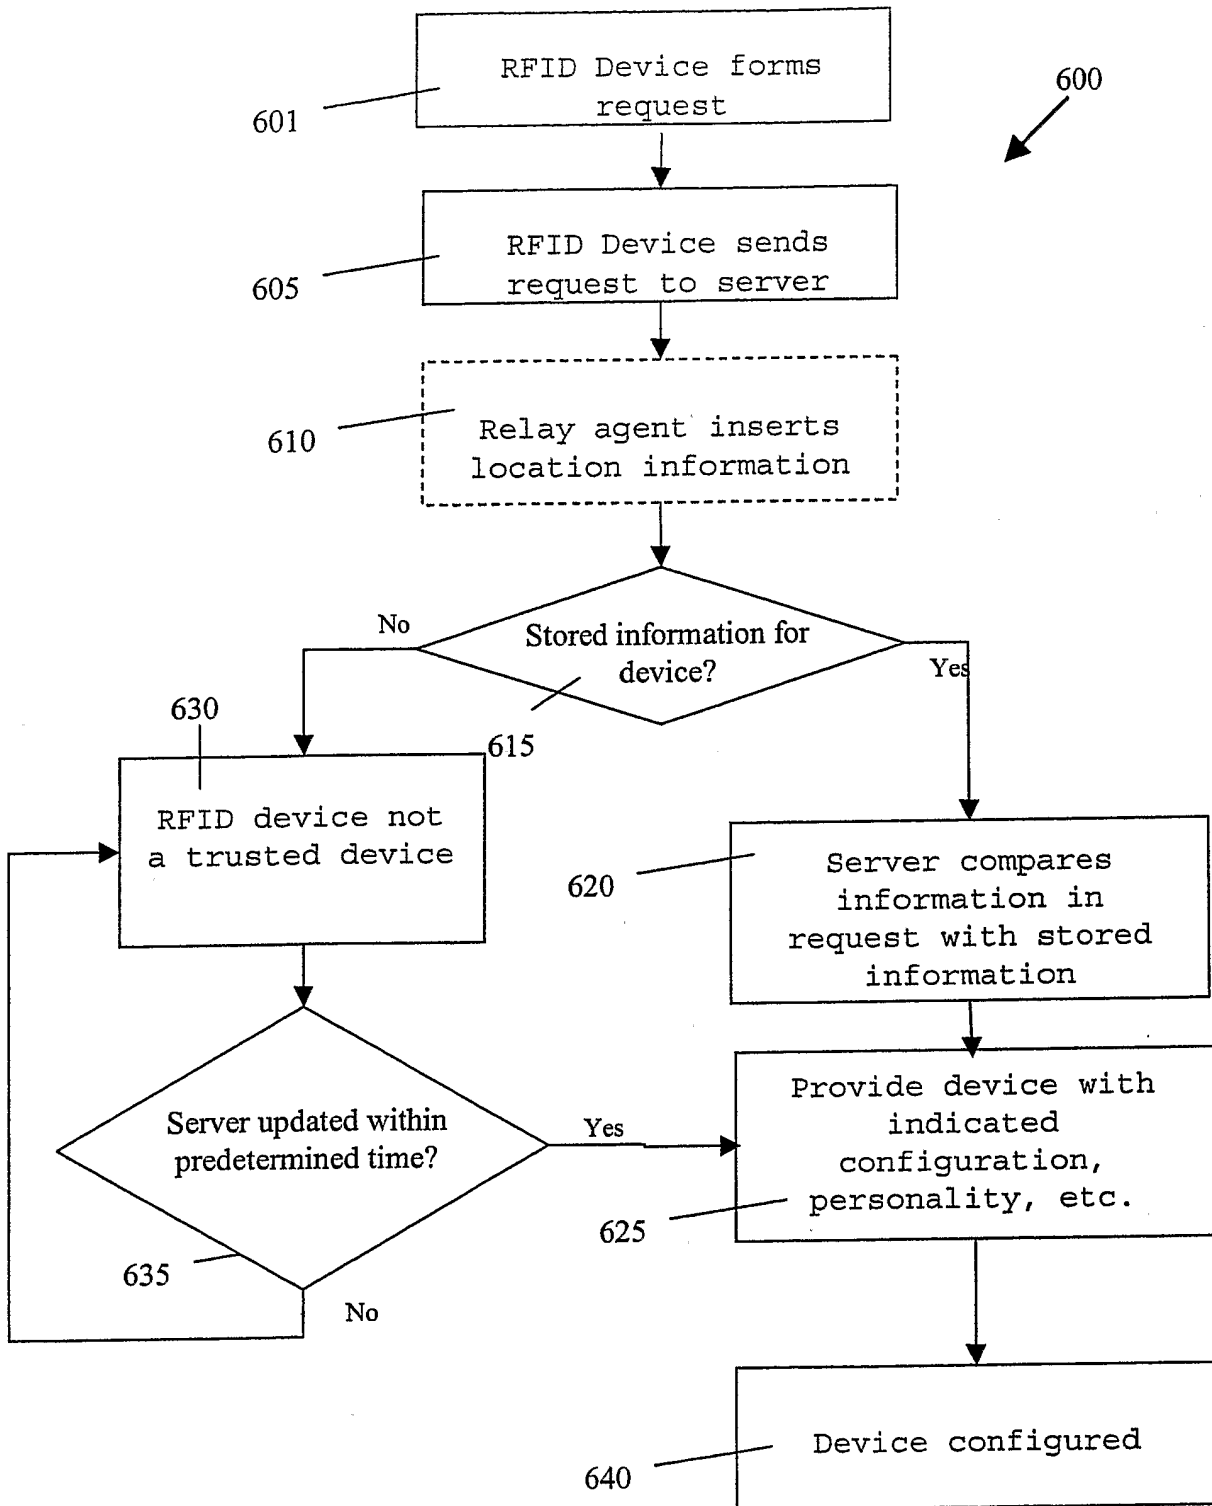 RFID Device forms
request
601
600
RFID Device sends
request to server
605
Relay agent inserts
location information
610
No
Stored information for
device?
Yes
615
630
RFID device not
a trusted device
Server compares
information in
request with stored
information
620
Server updated within
predetermined time?
Yes
Provide device with
indicated
configuration,
personality, etc.
625
635
No
Device configured
640